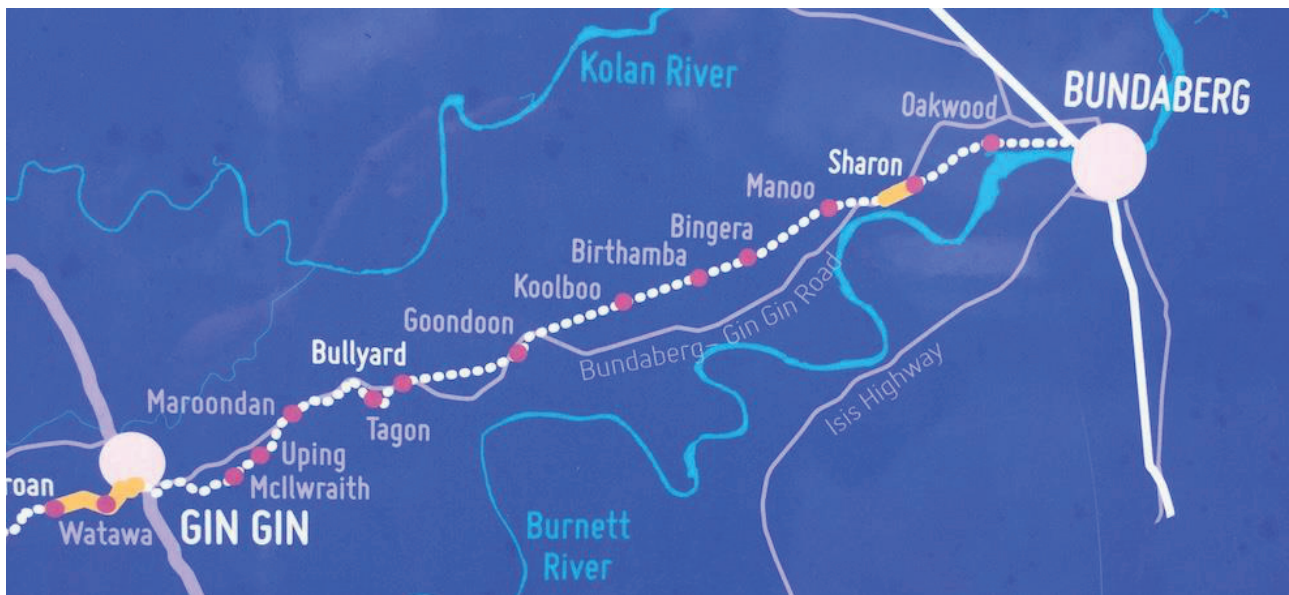 Kolan River
BUNDABERG
Oakwood
Sharon
Manoo
Bingera
Birthamba
Koolboo
Goondoon
Bundaberg – Gin Gin Road
Bullyard
Isis Highway
Maroondan
Tagon
Uping
McIlwraith
roan
Watawa
GIN GIN
Burnett
River